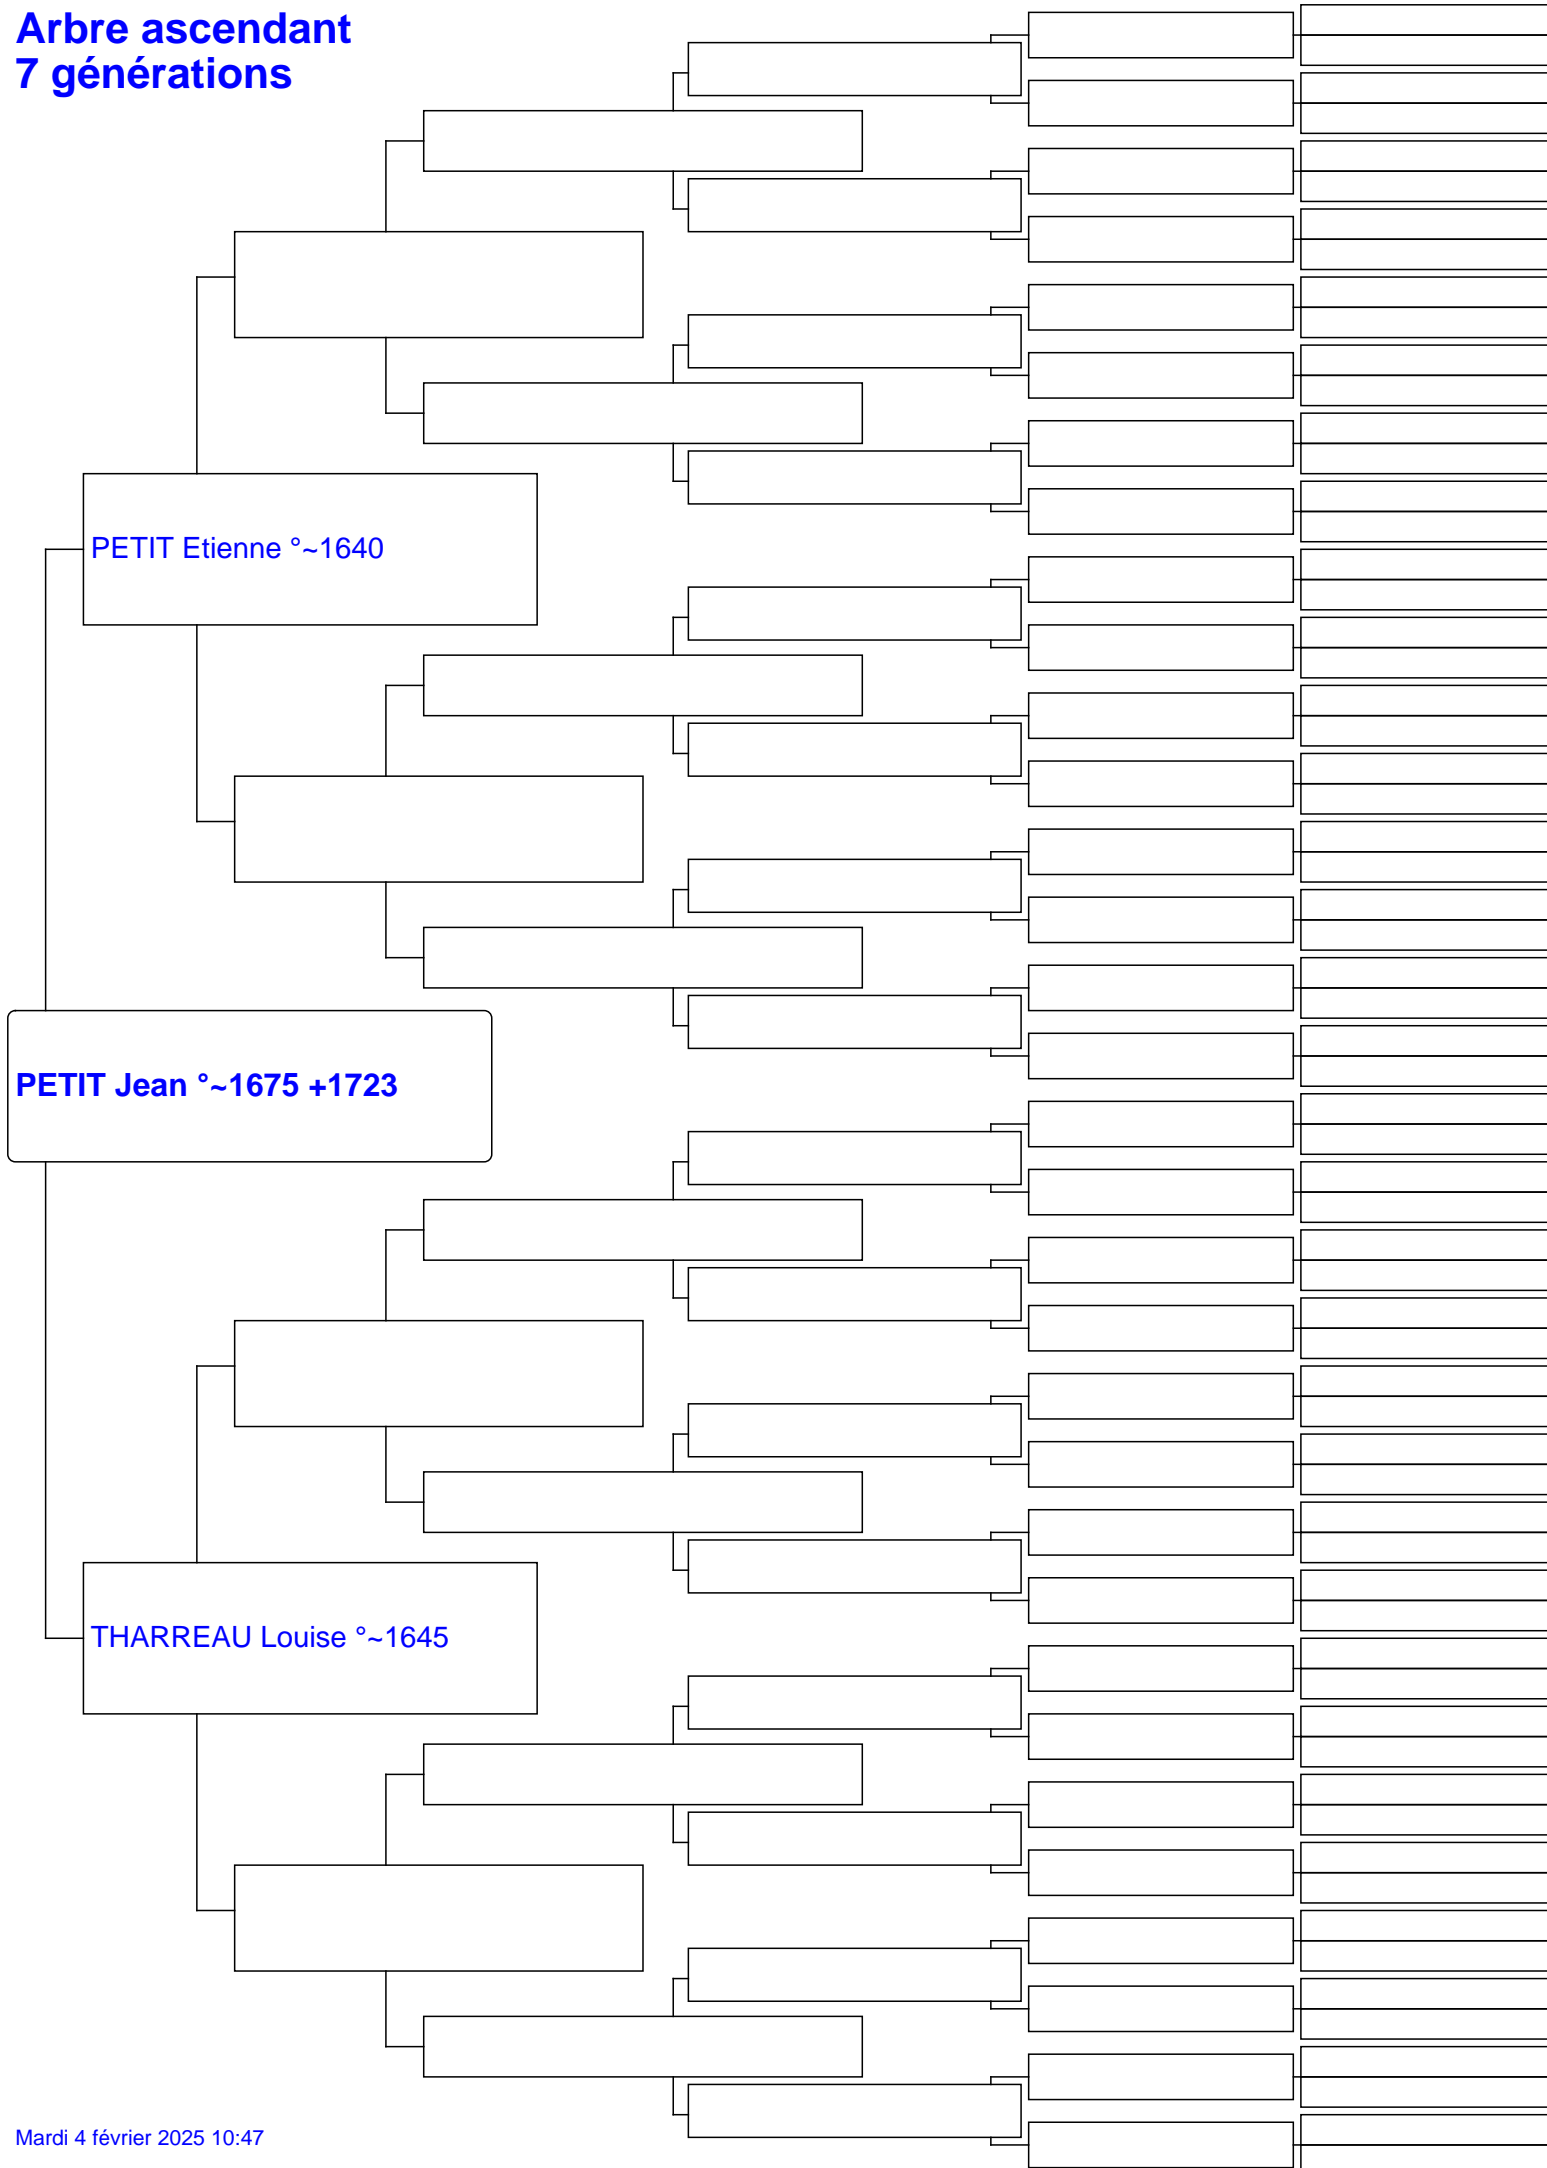 Arbre ascendant
7 générations
PETIT Etienne °~1640
PETIT Jean °~1675 +1723
THARREAU Louise °~1645
Mardi 4 février 2025 10:47